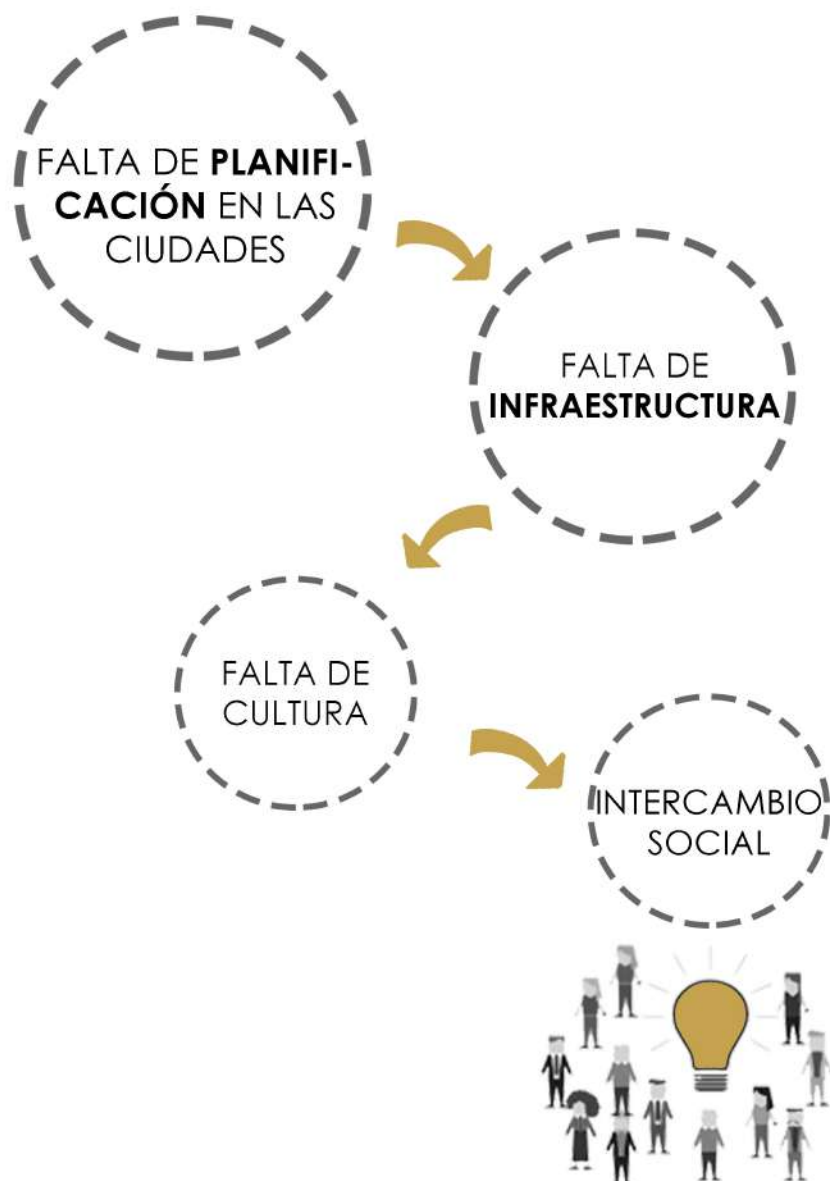 FALTA DE PLANIFI-
CACIÓN EN LAS
CIUDADES
FALTA DE
INFRAESTRUCTURA
FALTA DE
CULTURA
INTERCAMBIO
SOCIAL